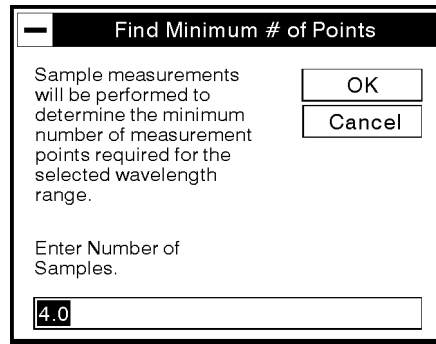 Find Minimum # of Points
Sample measurements
will be performed to
determine the minimum
number of measurement
points required for the
selected wavelength
range.
OK
Cancel
Enter Number of
Samples.
4.0